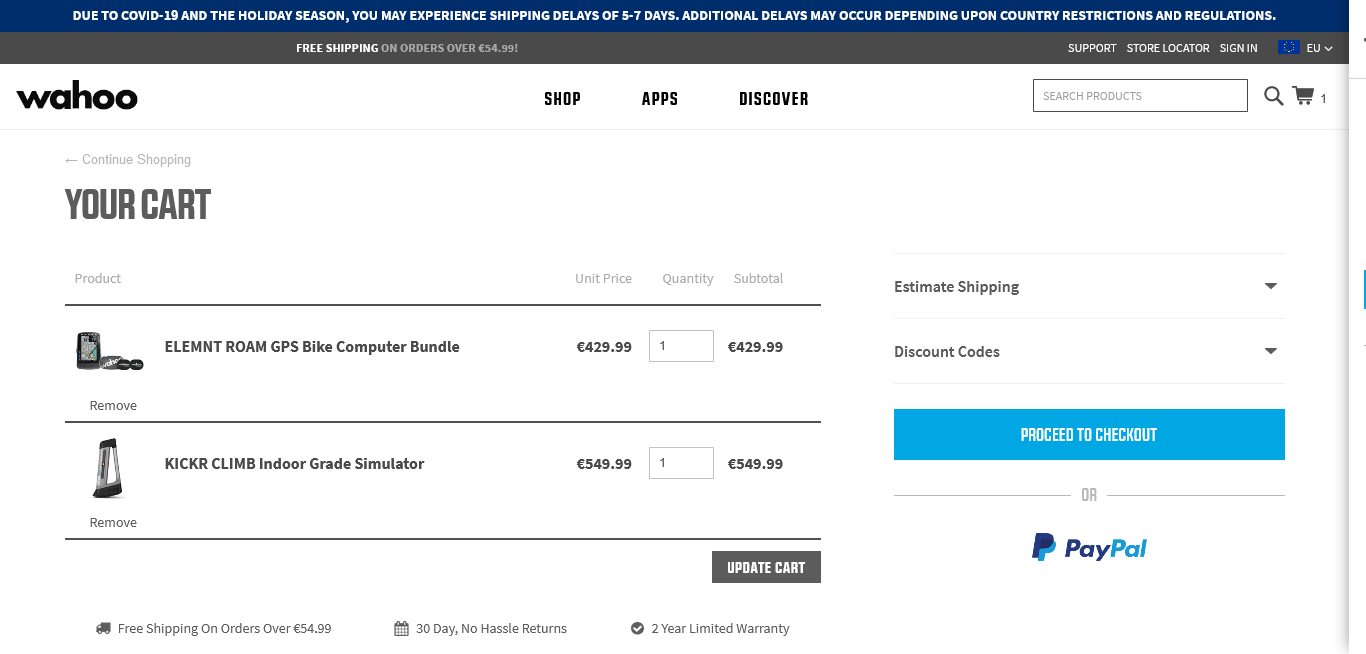 DUE TO COVID-19 AND THE HOLIDAY SEASON, YOU MAY EXPERIENCE SHIPPING DELAYS OF 5-7 DAYS. ADDITIONAL DELAYS MAY OCCUR DEPENDING UPON COUNTRY RESTRICTIONS AND REGULATIONS.
FREE SHIPPING ON ORDERS OVER €54.99!
SUPPORT STORE LOCATOR SIGN IN EU
wahoo SHOP APPS DISCOVER SEARCH PRODUCTS 1
← Continue Shopping
YOUR CART
Product Unit Price Quantity Subtotal
ELEMNT ROAM GPS Bike Computer Bundle €429.99 1 €429.99
Remove
KICKR CLIMB Indoor Grade Simulator €549.99 1 €549.99
Remove
UPDATE CART
Estimate Shipping
Discount Codes
PROCEED TO CHECKOUT
OR
PayPal
Free Shipping On Orders Over €54.99 30 Day, No Hassle Returns 2 Year Limited Warranty